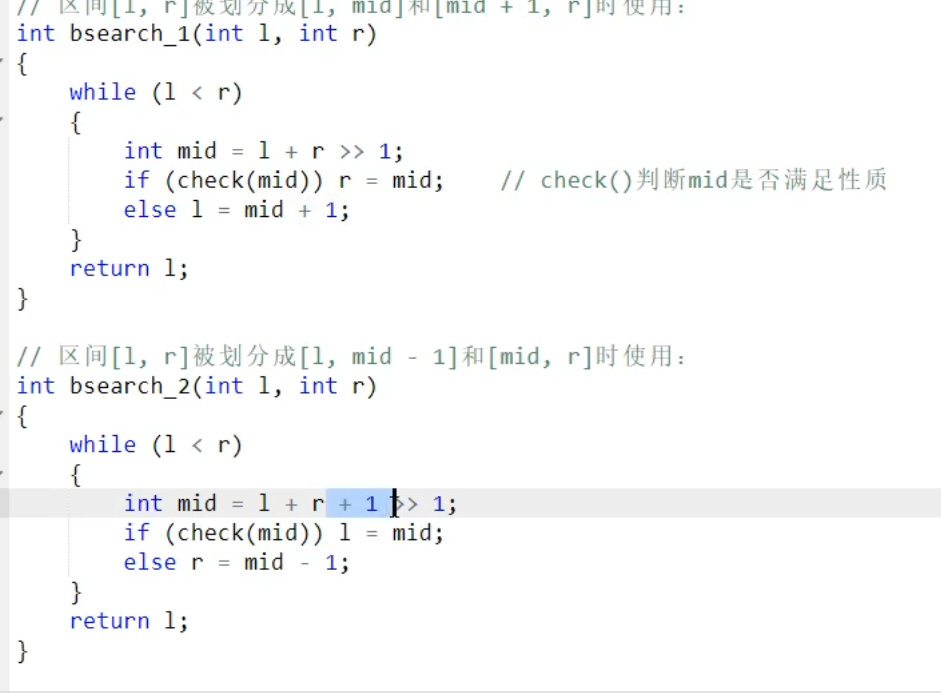 // 区间[l, r]被划分成[l, mid]和[mid + 1, r]时使用：
int bsearch_1(int l, int r)
{
    while (l < r)
    {
        int mid = l + r >> 1;
        if (check(mid)) r = mid;    // check()判断mid是否满足性质
        else l = mid + 1;
    }
    return l;
}

// 区间[l, r]被划分成[l, mid - 1]和[mid, r]时使用：
int bsearch_2(int l, int r)
{
    while (l < r)
    {
        int mid = l + r + 1 >> 1;
        if (check(mid)) l = mid;
        else r = mid - 1;
    }
    return l;
}